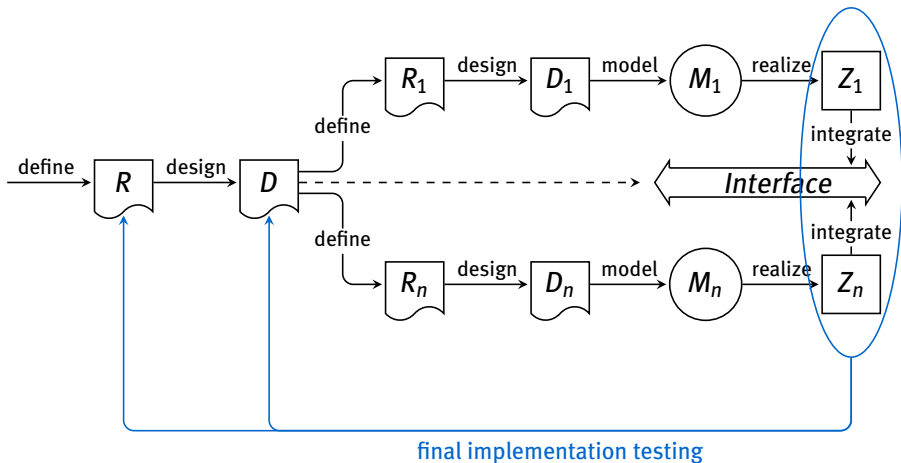 R₁ design D₁ model M₁ realize Z₁
define integrate
define R design D Interface
define integrate
Rₙ design Dₙ model Mₙ realize Zₙ
final implementation testing